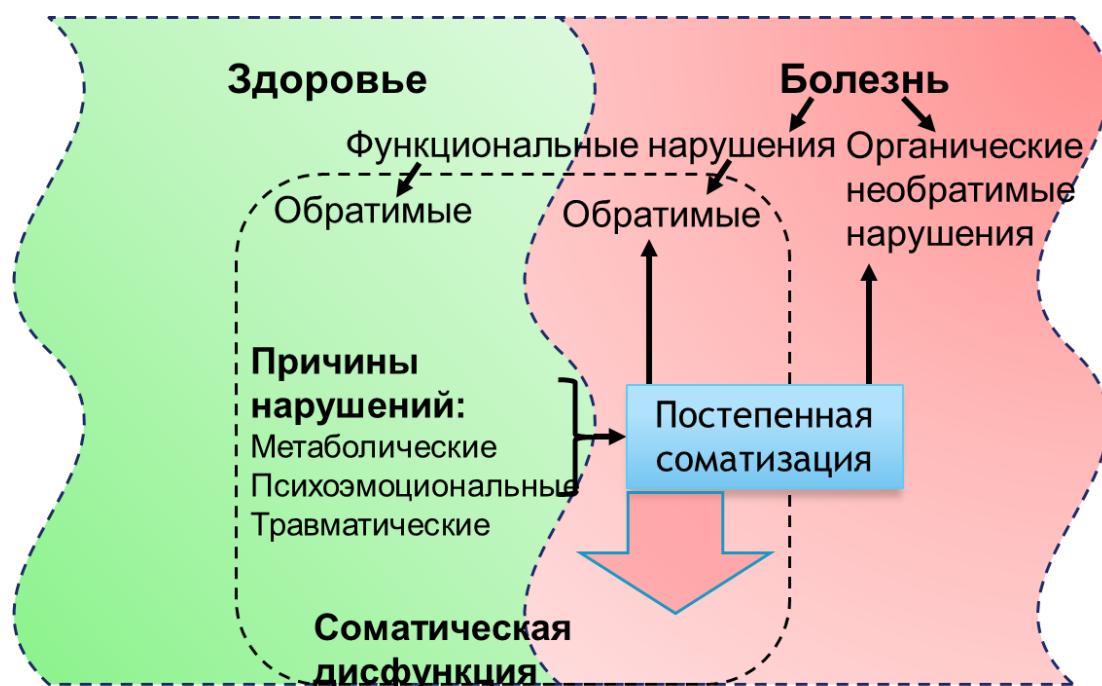 Здоровье
Болезнь
Функциональные нарушения
Органические
необратимые
нарушения
Обратимые
Обратимые
Причины
нарушений:
Метаболические
Психоэмоциональные
Травматические
Постепенная
соматизация
Соматическая
дисфункция